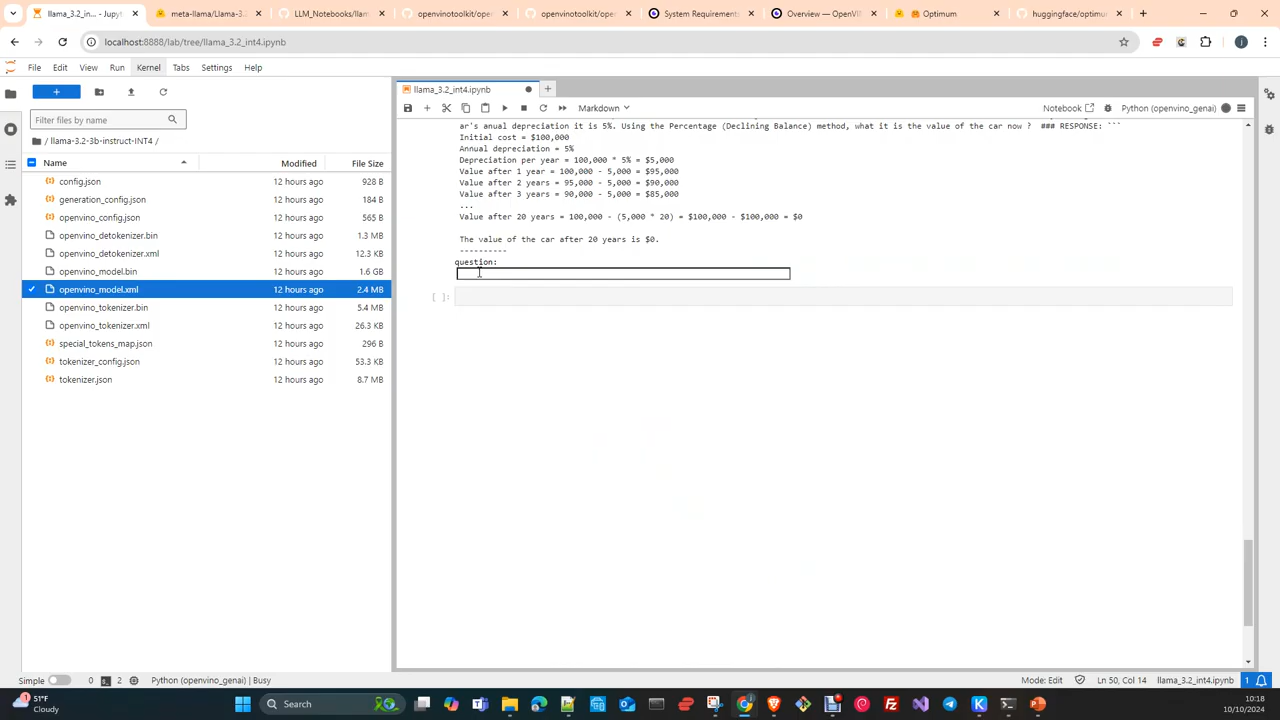 llama_3.2_int4.ipynb
meta-llama/Llama-3
LLM_Notebooks/llam
openvinotoolkit/ope
openvinotoolkit/ope
System Requirements
Overview — OpenVI
Optimum
huggingface/optimu
localhost:8888/lab/tree/llama_3.2_int4.ipynb
File Edit View Run Kernel Tabs Settings Help
llama_3.2_int4.ipynb
Filter files by name
Markdown
Notebook
Python (openvino_genai)
/ llama-3.2-3b-instruct-INT4 /
Name Modified File Size
config.json 12 hours ago 928 B
generation_config.json 12 hours ago 184 B
openvino_config.json 12 hours ago 565 B
openvino_detokenizer.bin 12 hours ago 1.3 MB
openvino_detokenizer.xml 12 hours ago 12.3 KB
openvino_model.bin 12 hours ago 1.6 GB
openvino_model.xml 12 hours ago 2.4 MB
openvino_tokenizer.bin 12 hours ago 5.4 MB
openvino_tokenizer.xml 12 hours ago 26.3 KB
special_tokens_map.json 12 hours ago 296 B
tokenizer_config.json 12 hours ago 53.3 KB
tokenizer.json 12 hours ago 8.7 MB
ar's anual depreciation it is 5%. Using the Percentage (Declining Balance) method, what it is the value of the car now ?  ### RESPONSE: ```
Initial cost = $100,000
Annual depreciation = 5%
Depreciation per year = 100,000 * 5% = $5,000
Value after 1 year = 100,000 - 5,000 = $95,000
Value after 2 years = 95,000 - 5,000 = $90,000
Value after 3 years = 90,000 - 5,000 = $85,000
...
Value after 20 years = 100,000 - (5,000 * 20) = $100,000 - $100,000 = $0
The value of the car after 20 years is $0.
----------
question:
[ ]:
Simple 0 2 Python (openvino_genai) | Busy
Mode: Edit Ln 50, Col 14 llama_3.2_int4.ipynb 1
1
51°F
Cloudy
Search
10:18
10/10/2024